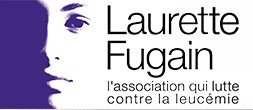 Laurette
Fugain
l'association qui lutte
contre la leucémie